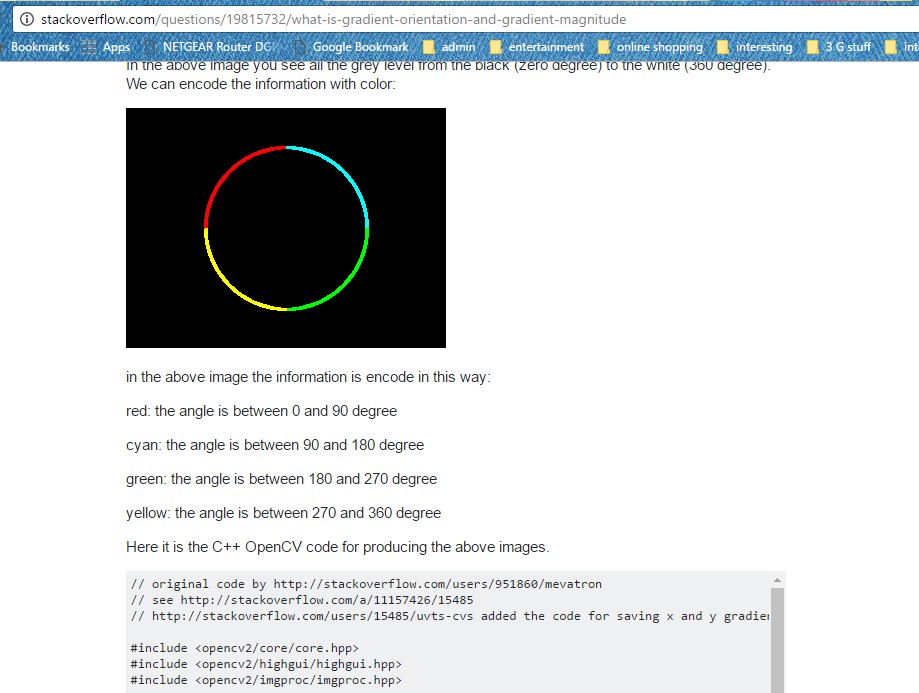 stackoverflow.com/questions/19815732/what-is-gradient-orientation-and-gradient-magnitude
Bookmarks Apps NETGEAR Router DG Google Bookmark admin entertainment online shopping interesting 3 G stuff int
In the above image you see all the grey level from the black (zero degree) to the white (360 degree).
We can encode the information with color:
in the above image the information is encode in this way:
red: the angle is between 0 and 90 degree
cyan: the angle is between 90 and 180 degree
green: the angle is between 180 and 270 degree
yellow: the angle is between 270 and 360 degree
Here it is the C++ OpenCV code for producing the above images.
// original code by http://stackoverflow.com/users/951860/mevatron
// see http://stackoverflow.com/a/11157426/15485
// http://stackoverflow.com/users/15485/uvts-cvs added the code for saving x and y gradien
#include <opencv2/core/core.hpp>
#include <opencv2/highgui/highgui.hpp>
#include <opencv2/imgproc/imgproc.hpp>